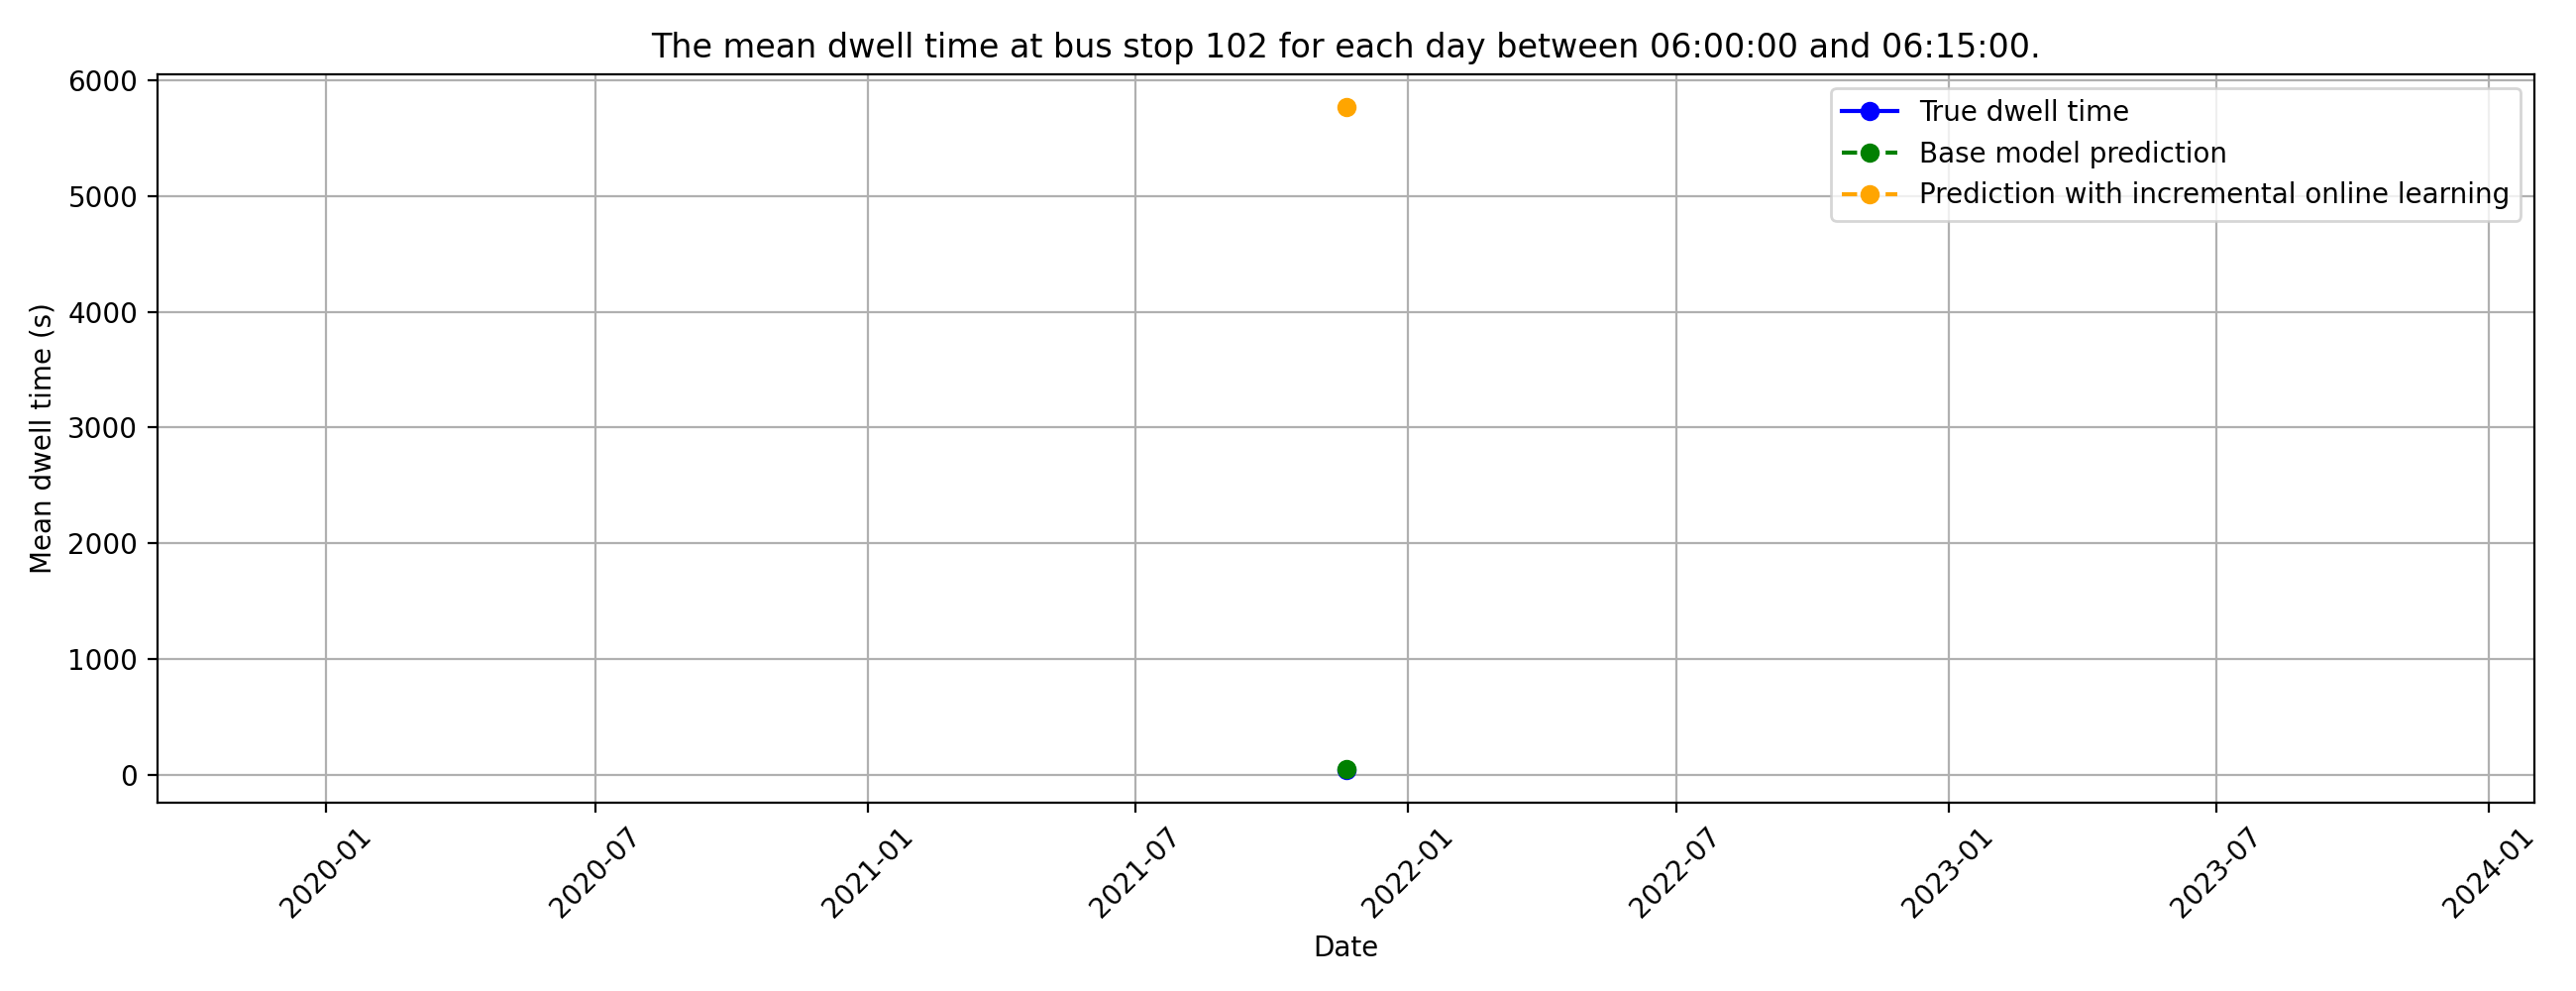 The mean dwell time at bus stop 102 for each day between 06:00:00 and 06:15:00.
6000
5000
4000
3000
2000
1000
0
Mean dwell time (s)
True dwell time
Base model prediction
Prediction with incremental online learning
2020-01
2020-07
2021-01
2021-07
2022-01
2022-07
2023-01
2023-07
2024-01
Date